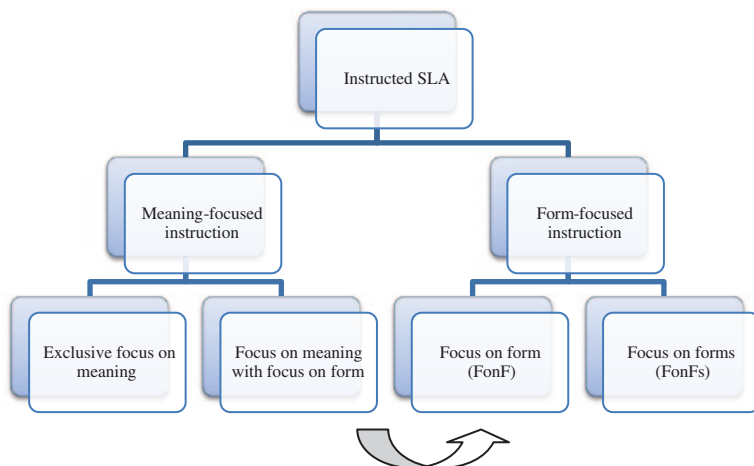 Instructed SLA
Meaning-focused
instruction
Form-focused
instruction
Exclusive focus on
meaning
Focus on meaning
with focus on form
Focus on form
(FonF)
Focus on forms
(FonFs)